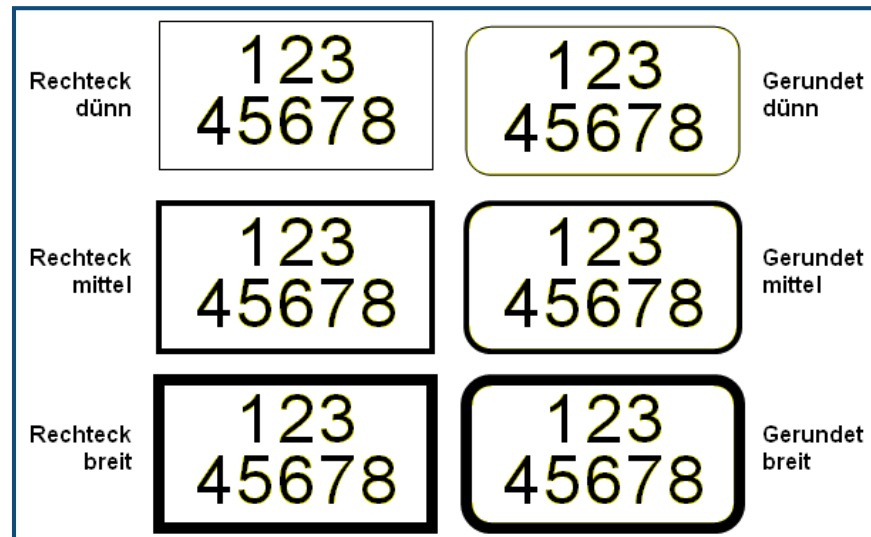 Rechteck
dünn
123
45678
123
45678
Gerundet
dünn
Rechteck
mittel
123
45678
123
45678
Gerundet
mittel
Rechteck
breit
123
45678
123
45678
Gerundet
breit